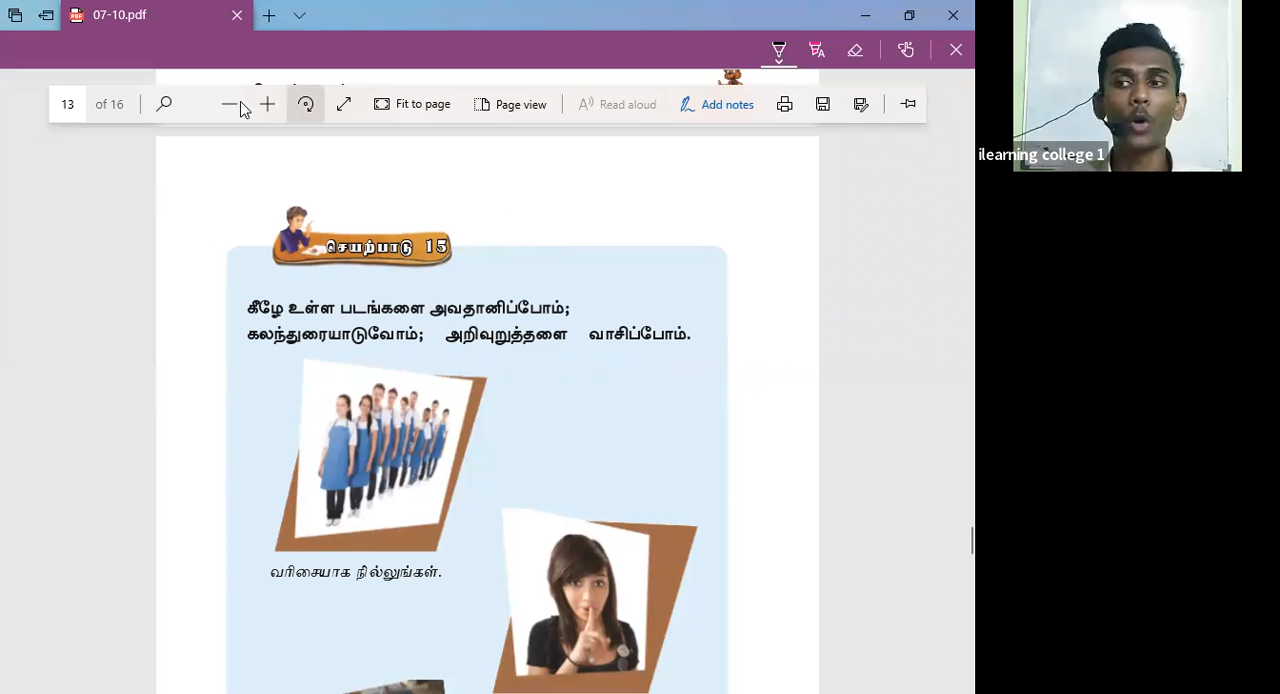 07-10.pdf
13 of 16
Fit to page
Page view
Read aloud
Add notes
ilearning college 1
செயற்பாடு 15
கீழே உள்ள படங்களை அவதானிப்போம்;
கலந்துரையாடுவோம்; அறிவுறுத்தளை வாசிப்போம்.
வரிசையாக நில்லுங்கள்.